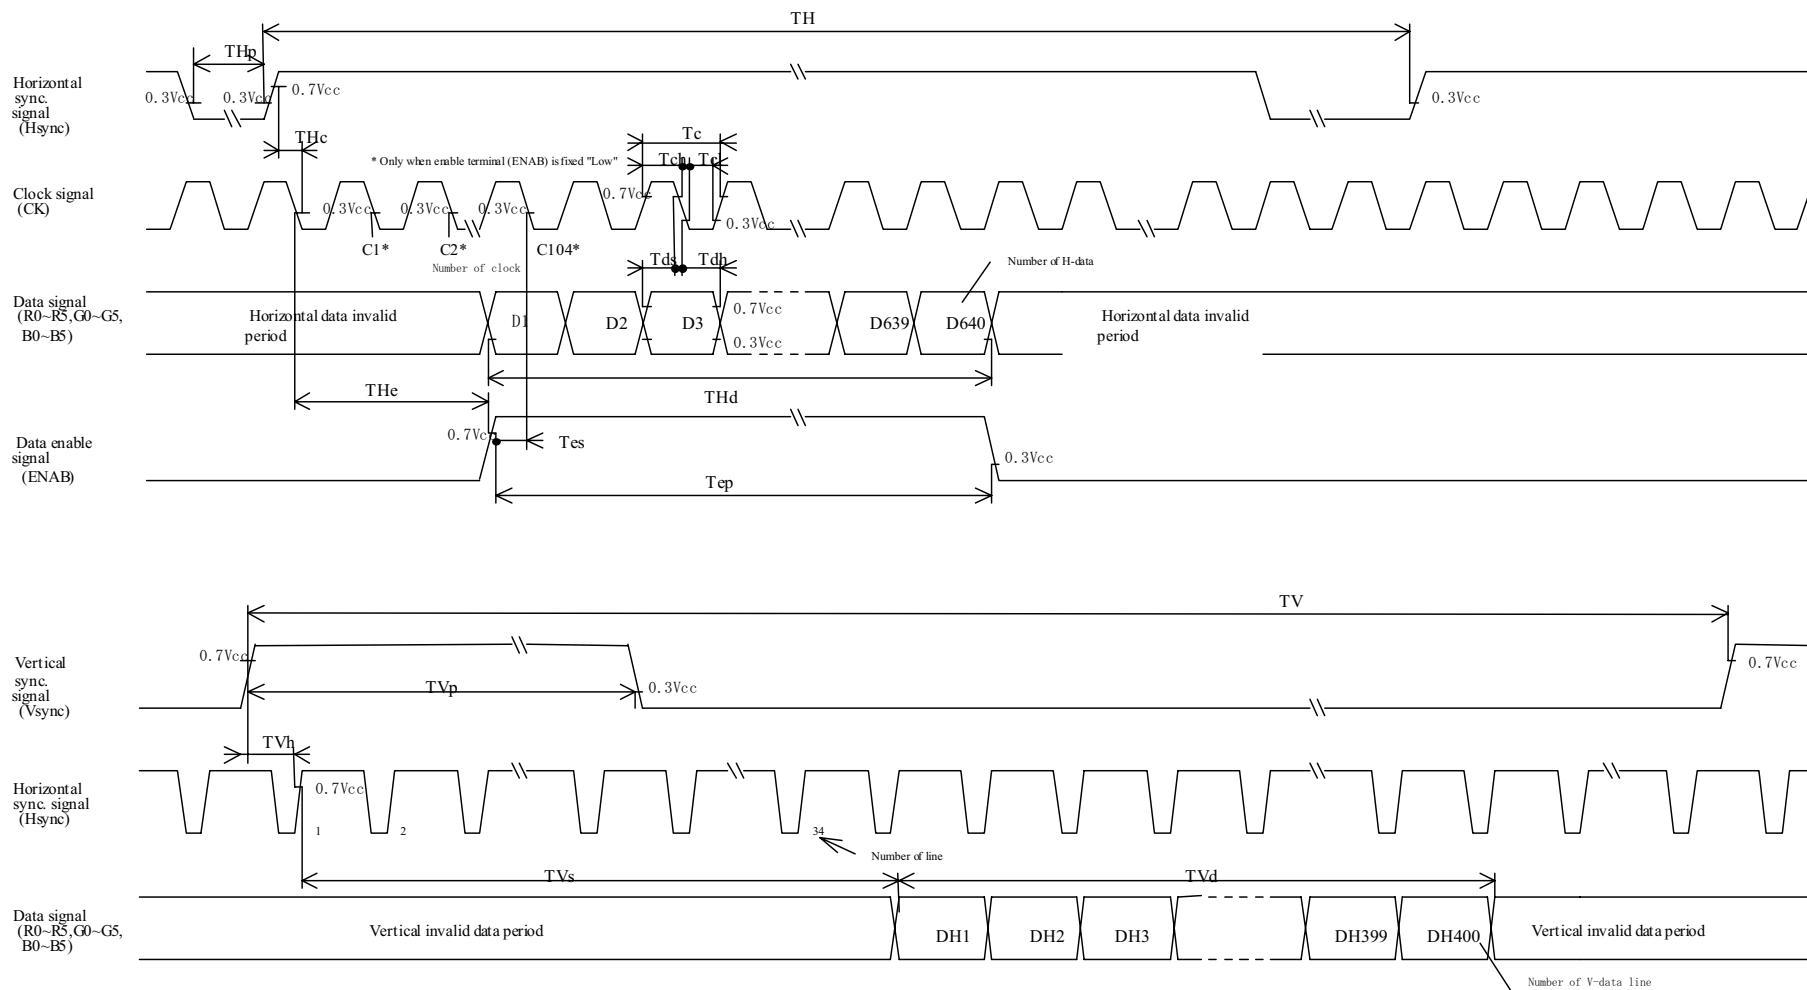 TH
THp
Horizontal
sync.
signal
(Hsync)
0.3Vcc
0.3Vcc
0.7Vcc
0.3Vcc
THc
Tc
* Only when enable terminal (ENAB) is fixed "Low"
Tch
Tcl
Clock signal
(CK)
0.3Vcc
0.3Vcc
0.3Vcc
0.7Vcc
0.3Vcc
C1*
C2*
C104*
Number of clock
Tds
Tdh
Number of H-data
Data signal
(R0~R5,G0~G5,
B0~B5)
Horizontal data invalid
period
D1
D2
D3
0.7Vcc
0.3Vcc
D639
D640
Horizontal data invalid
period
THe
THd
Data enable
signal
(ENAB)
0.7Vcc
Tes
0.3Vcc
Tep
TV
Vertical
sync.
signal
(Vsync)
0.7Vcc
TVp
0.3Vcc
0.7Vcc
TVh
Horizontal
sync. signal
(Hsync)
0.7Vcc
1
2
34
Number of line
TVs
TVd
Data signal
(R0~R5,G0~G5,
B0~B5)
Vertical invalid data period
DH1
DH2
DH3
DH399
DH400
Vertical invalid data period
Number of V-data line